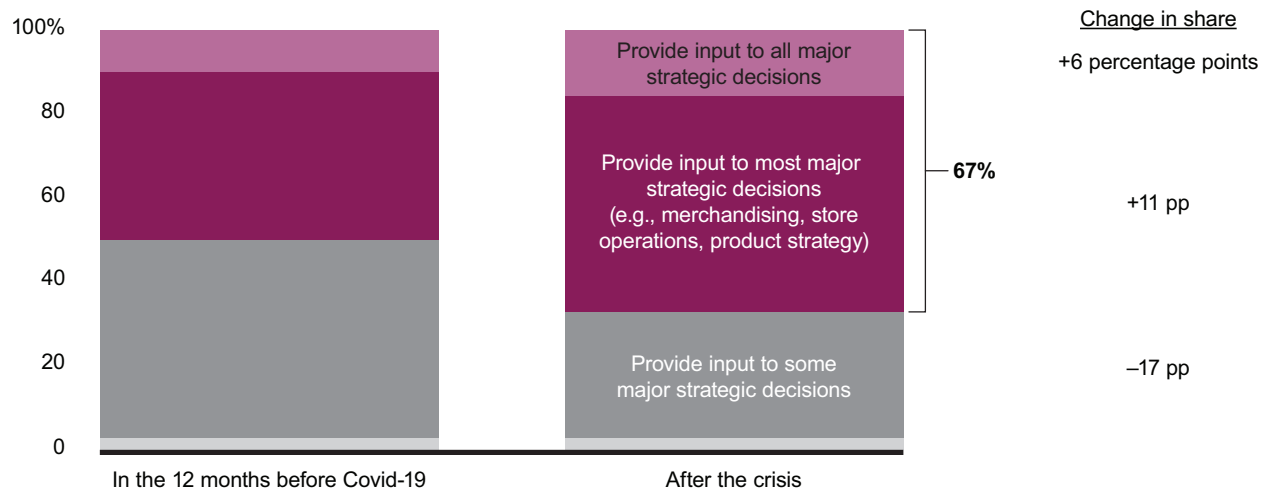 100%
80
60
40
20
0
In the 12 months before Covid-19
Provide input to all major
strategic decisions
Provide input to most major
strategic decisions
(e.g., merchandising, store
operations, product strategy)
Provide input to some
major strategic decisions
After the crisis
67%
Change in share
+6 percentage points
+11 pp
–17 pp